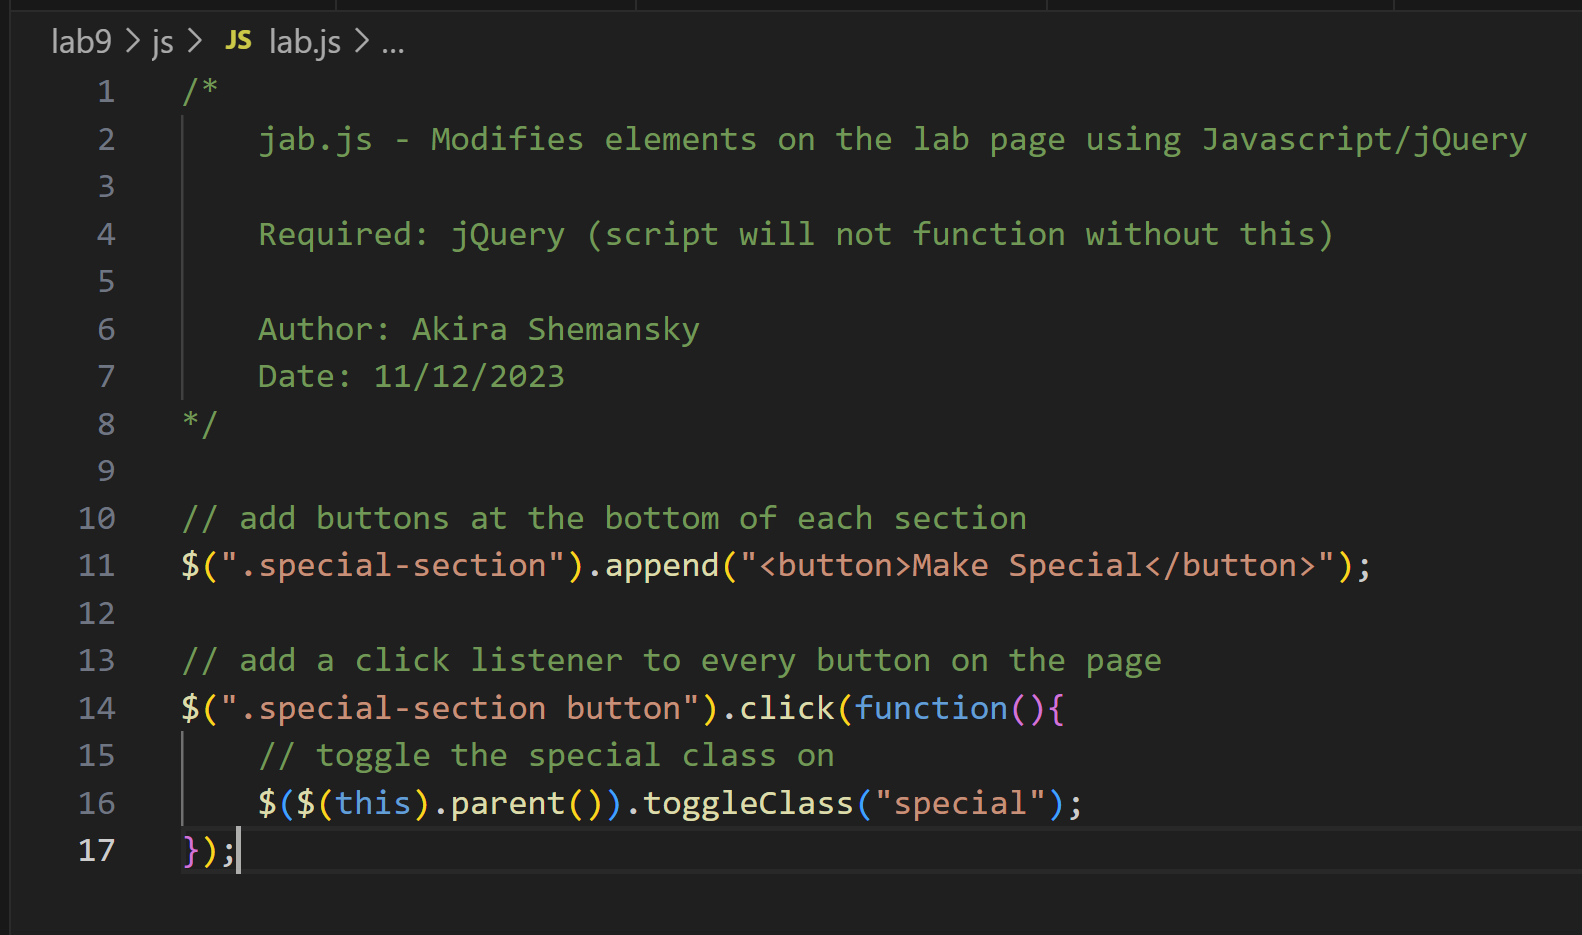 lab9 > js > JS lab.js > ...
1 /*
2 jab.js - Modifies elements on the lab page using Javascript/jQuery
3
4 Required: jQuery (script will not function without this)
5
6 Author: Akira Shemansky
7 Date: 11/12/2023
8 */
9
10 // add buttons at the bottom of each section
11 $(".special-section").append("<button>Make Special</button>");
12
13 // add a click listener to every button on the page
14 $(".special-section button").click(function(){
15 // toggle the special class on
16 $($(this).parent()).toggleClass("special");
17 });